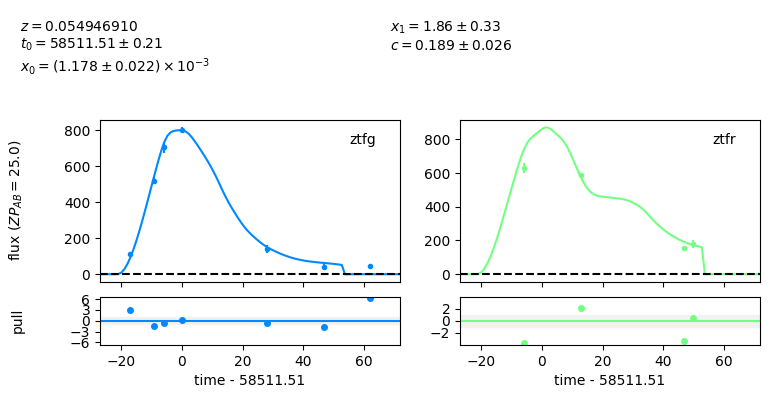 z = 0.054946910
t₀ = 58511.51 ± 0.21
x₀ = (1.178 ± 0.022) × 10⁻³
x₁ = 1.86 ± 0.33
c = 0.189 ± 0.026
flux (ZP_AB = 25.0)
800
600
400
200
0
ztfg
800
600
400
200
0
ztfr
pull
6
3
0
−3
−6
2
0
−2
−20 0 20 40 60
−20 0 20 40 60
time - 58511.51
time - 58511.51